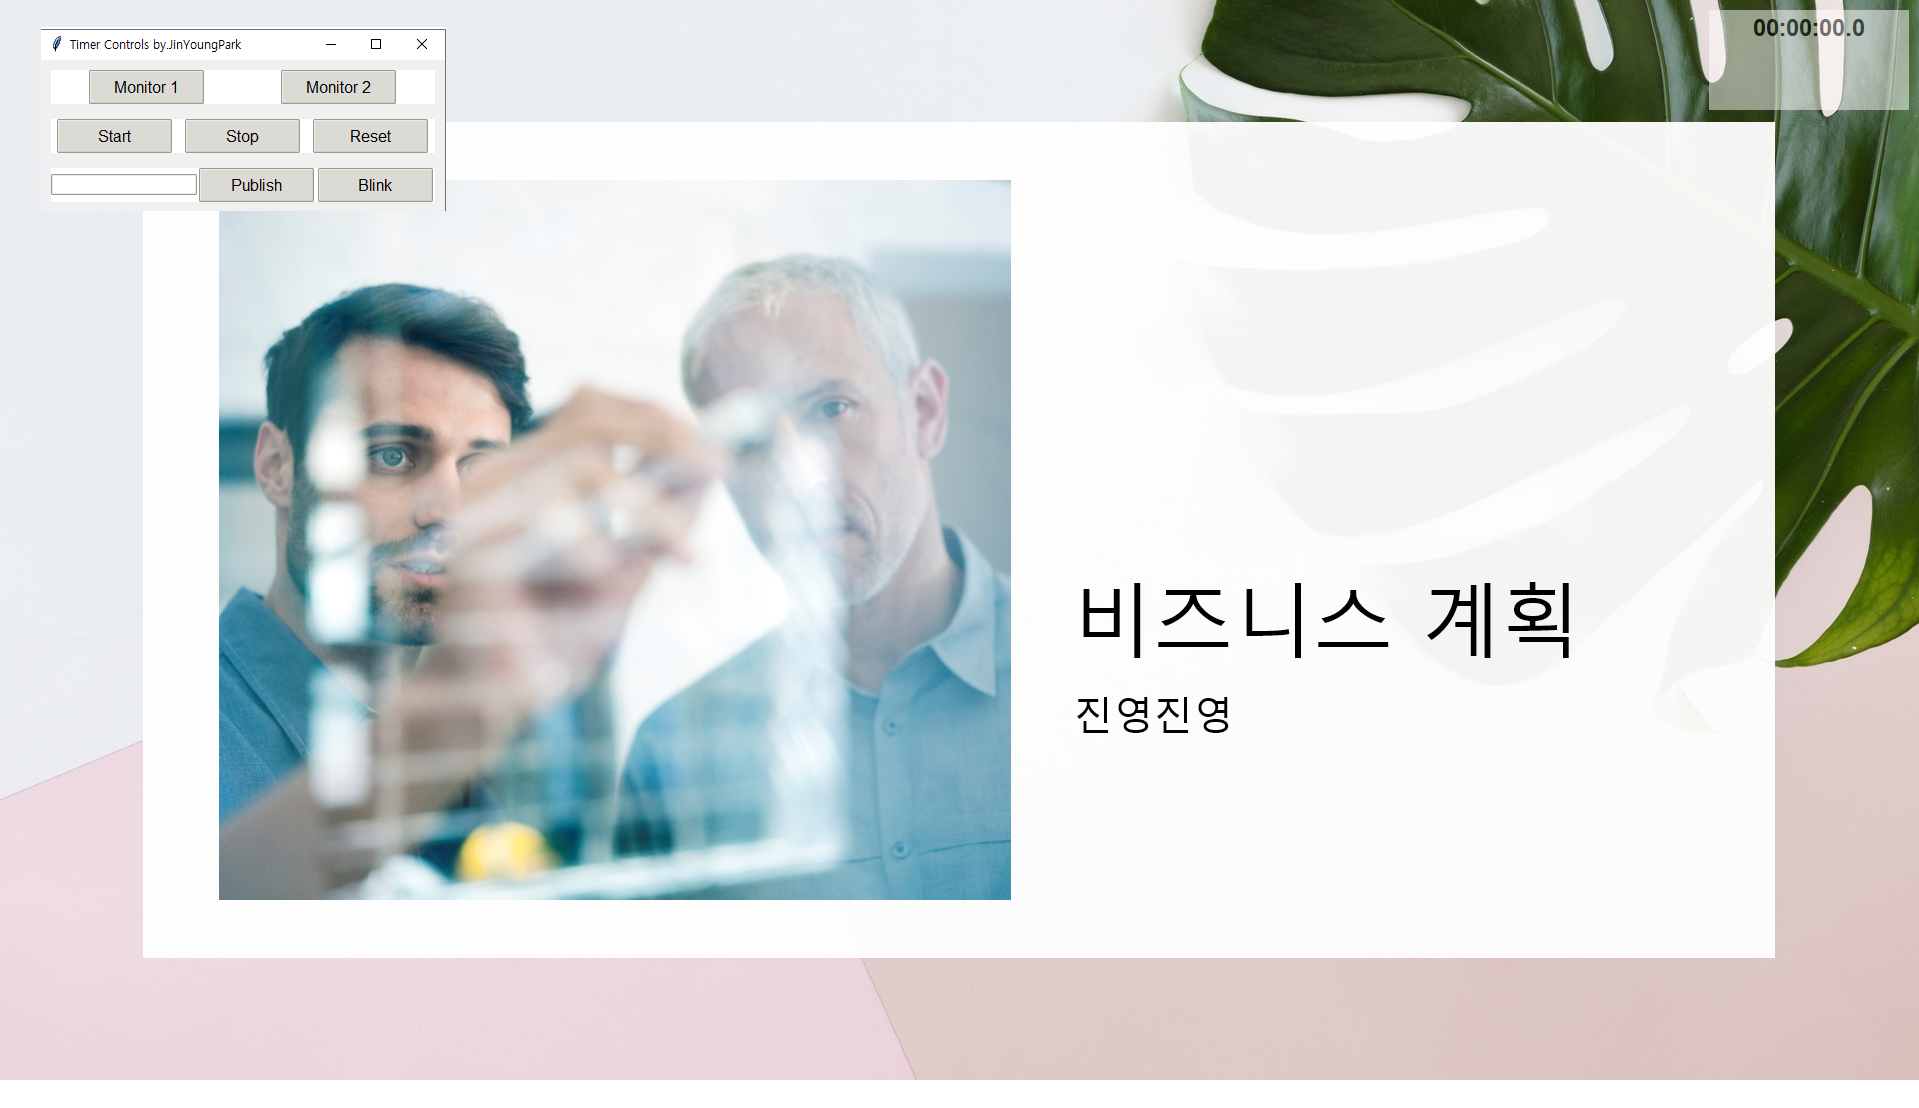 Timer Controls by.JinYoungPark
00:00:00.0
Monitor 1
Monitor 2
Start
Stop
Reset
Publish
Blink
비즈니스 계획
진영진영